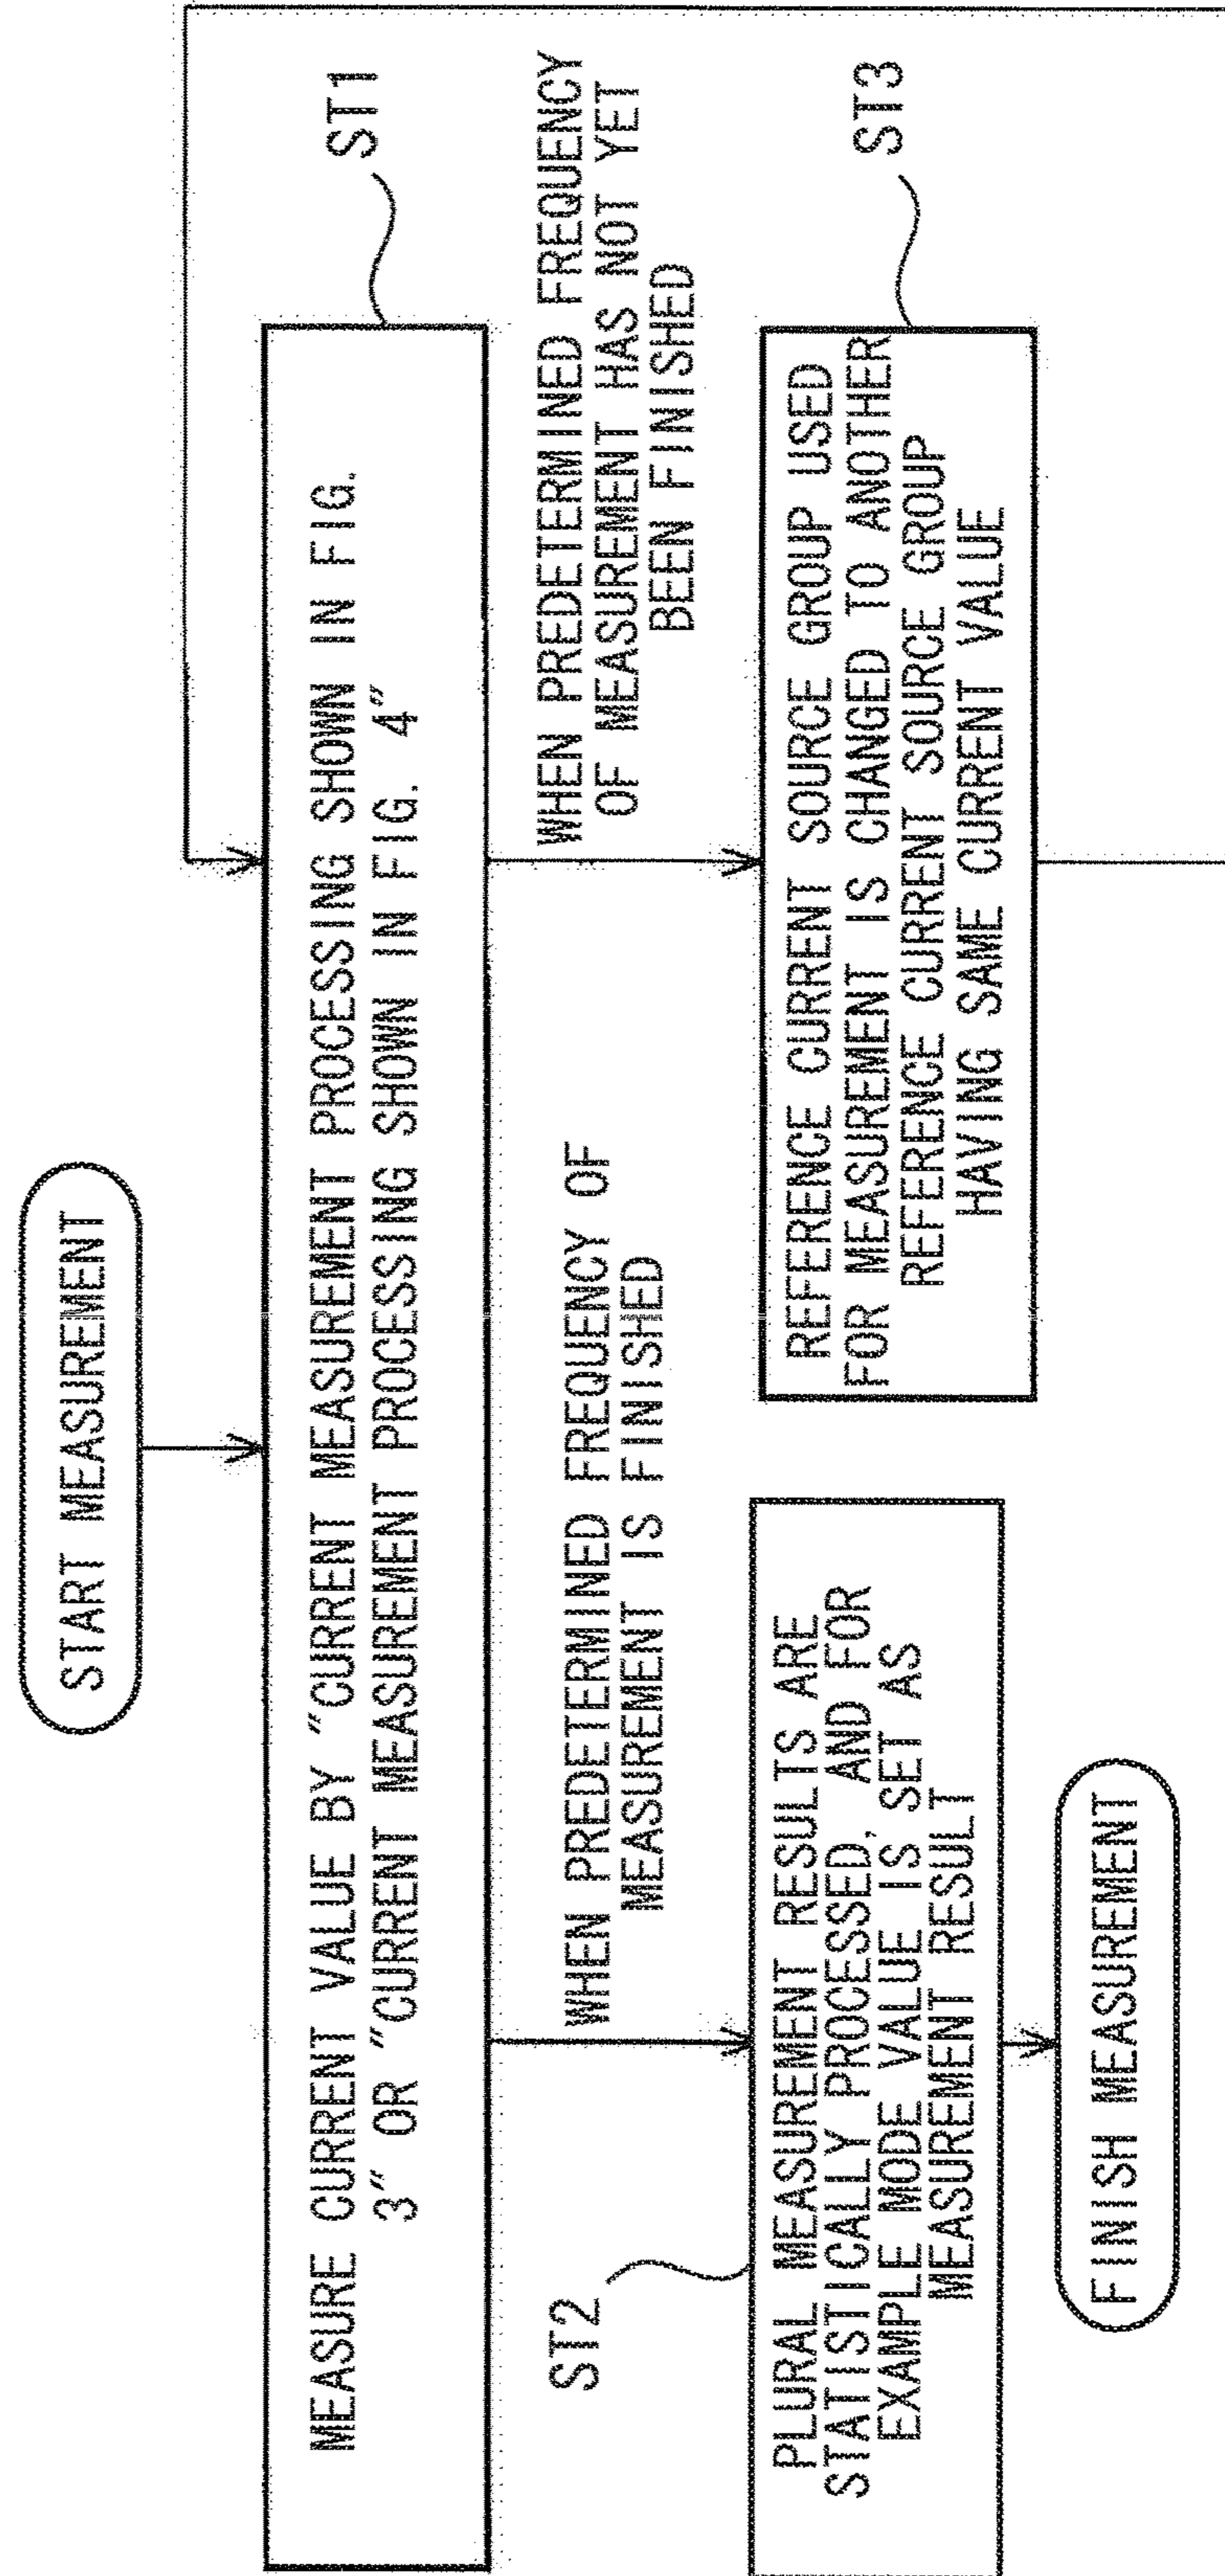 START MEASUREMENT
MEASURE CURRENT VALUE BY "CURRENT MEASUREMENT PROCESSING SHOWN IN FIG.
3" OR "CURRENT MEASUREMENT PROCESSING SHOWN IN FIG. 4"
ST1
WHEN PREDETERMINED FREQUENCY OF
MEASUREMENT IS FINISHED
WHEN PREDETERMINED FREQUENCY
OF MEASUREMENT HAS NOT YET
BEEN FINISHED
ST2
PLURAL MEASUREMENT RESULTS ARE
STATISTICALLY PROCESSED, AND FOR
EXAMPLE MODE VALUE IS SET AS
MEASUREMENT RESULT
ST3
REFERENCE CURRENT SOURCE GROUP USED
FOR MEASUREMENT IS CHANGED TO ANOTHER
REFERENCE CURRENT SOURCE GROUP
HAVING SAME CURRENT VALUE
FINISH MEASUREMENT